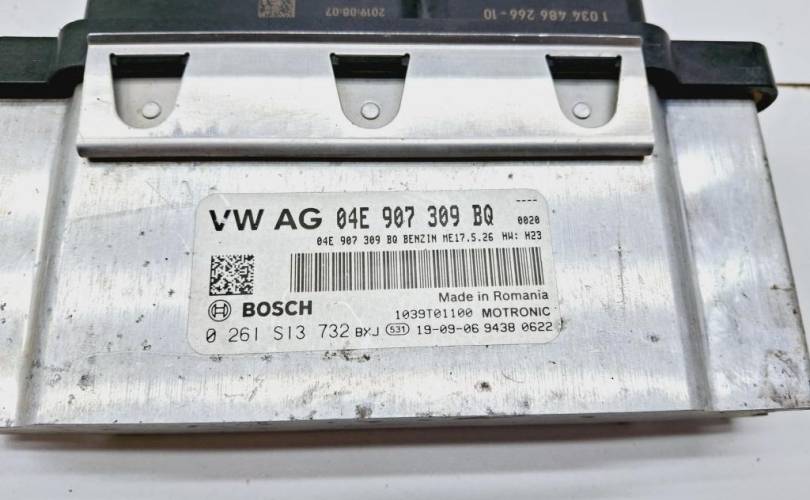 2019-08-07
1 034 486 266-10
VW AG 04E 907 309 BQ
----
0020
04E 907 309 BQ BENZIN ME17.5.26 HW: H23
Made in Romania
BOSCH
1039T01100 MOTRONIC
0 261 S13 732 BXJ 531 19-09-06 9438 0622